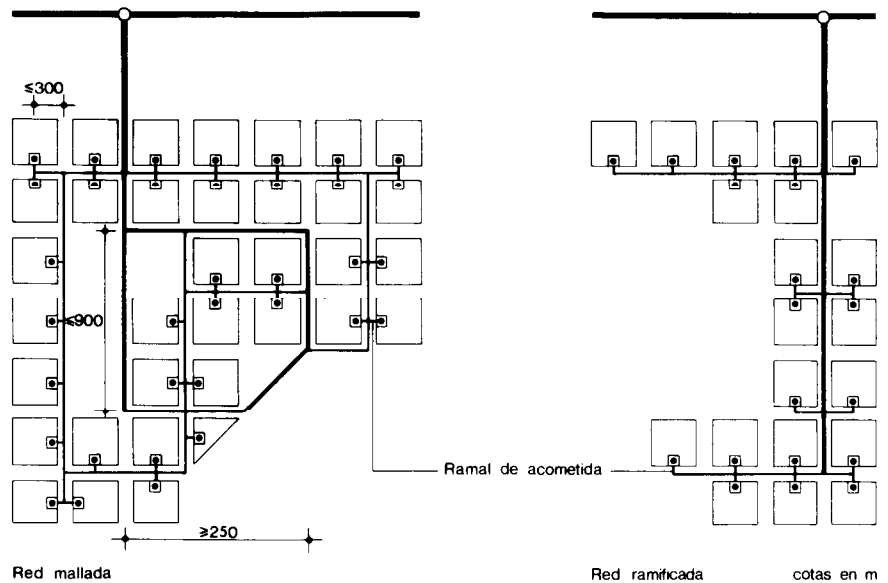 ≤300
≤900
Ramal de acometida
≥250
Red mallada
Red ramificada
cotas en m